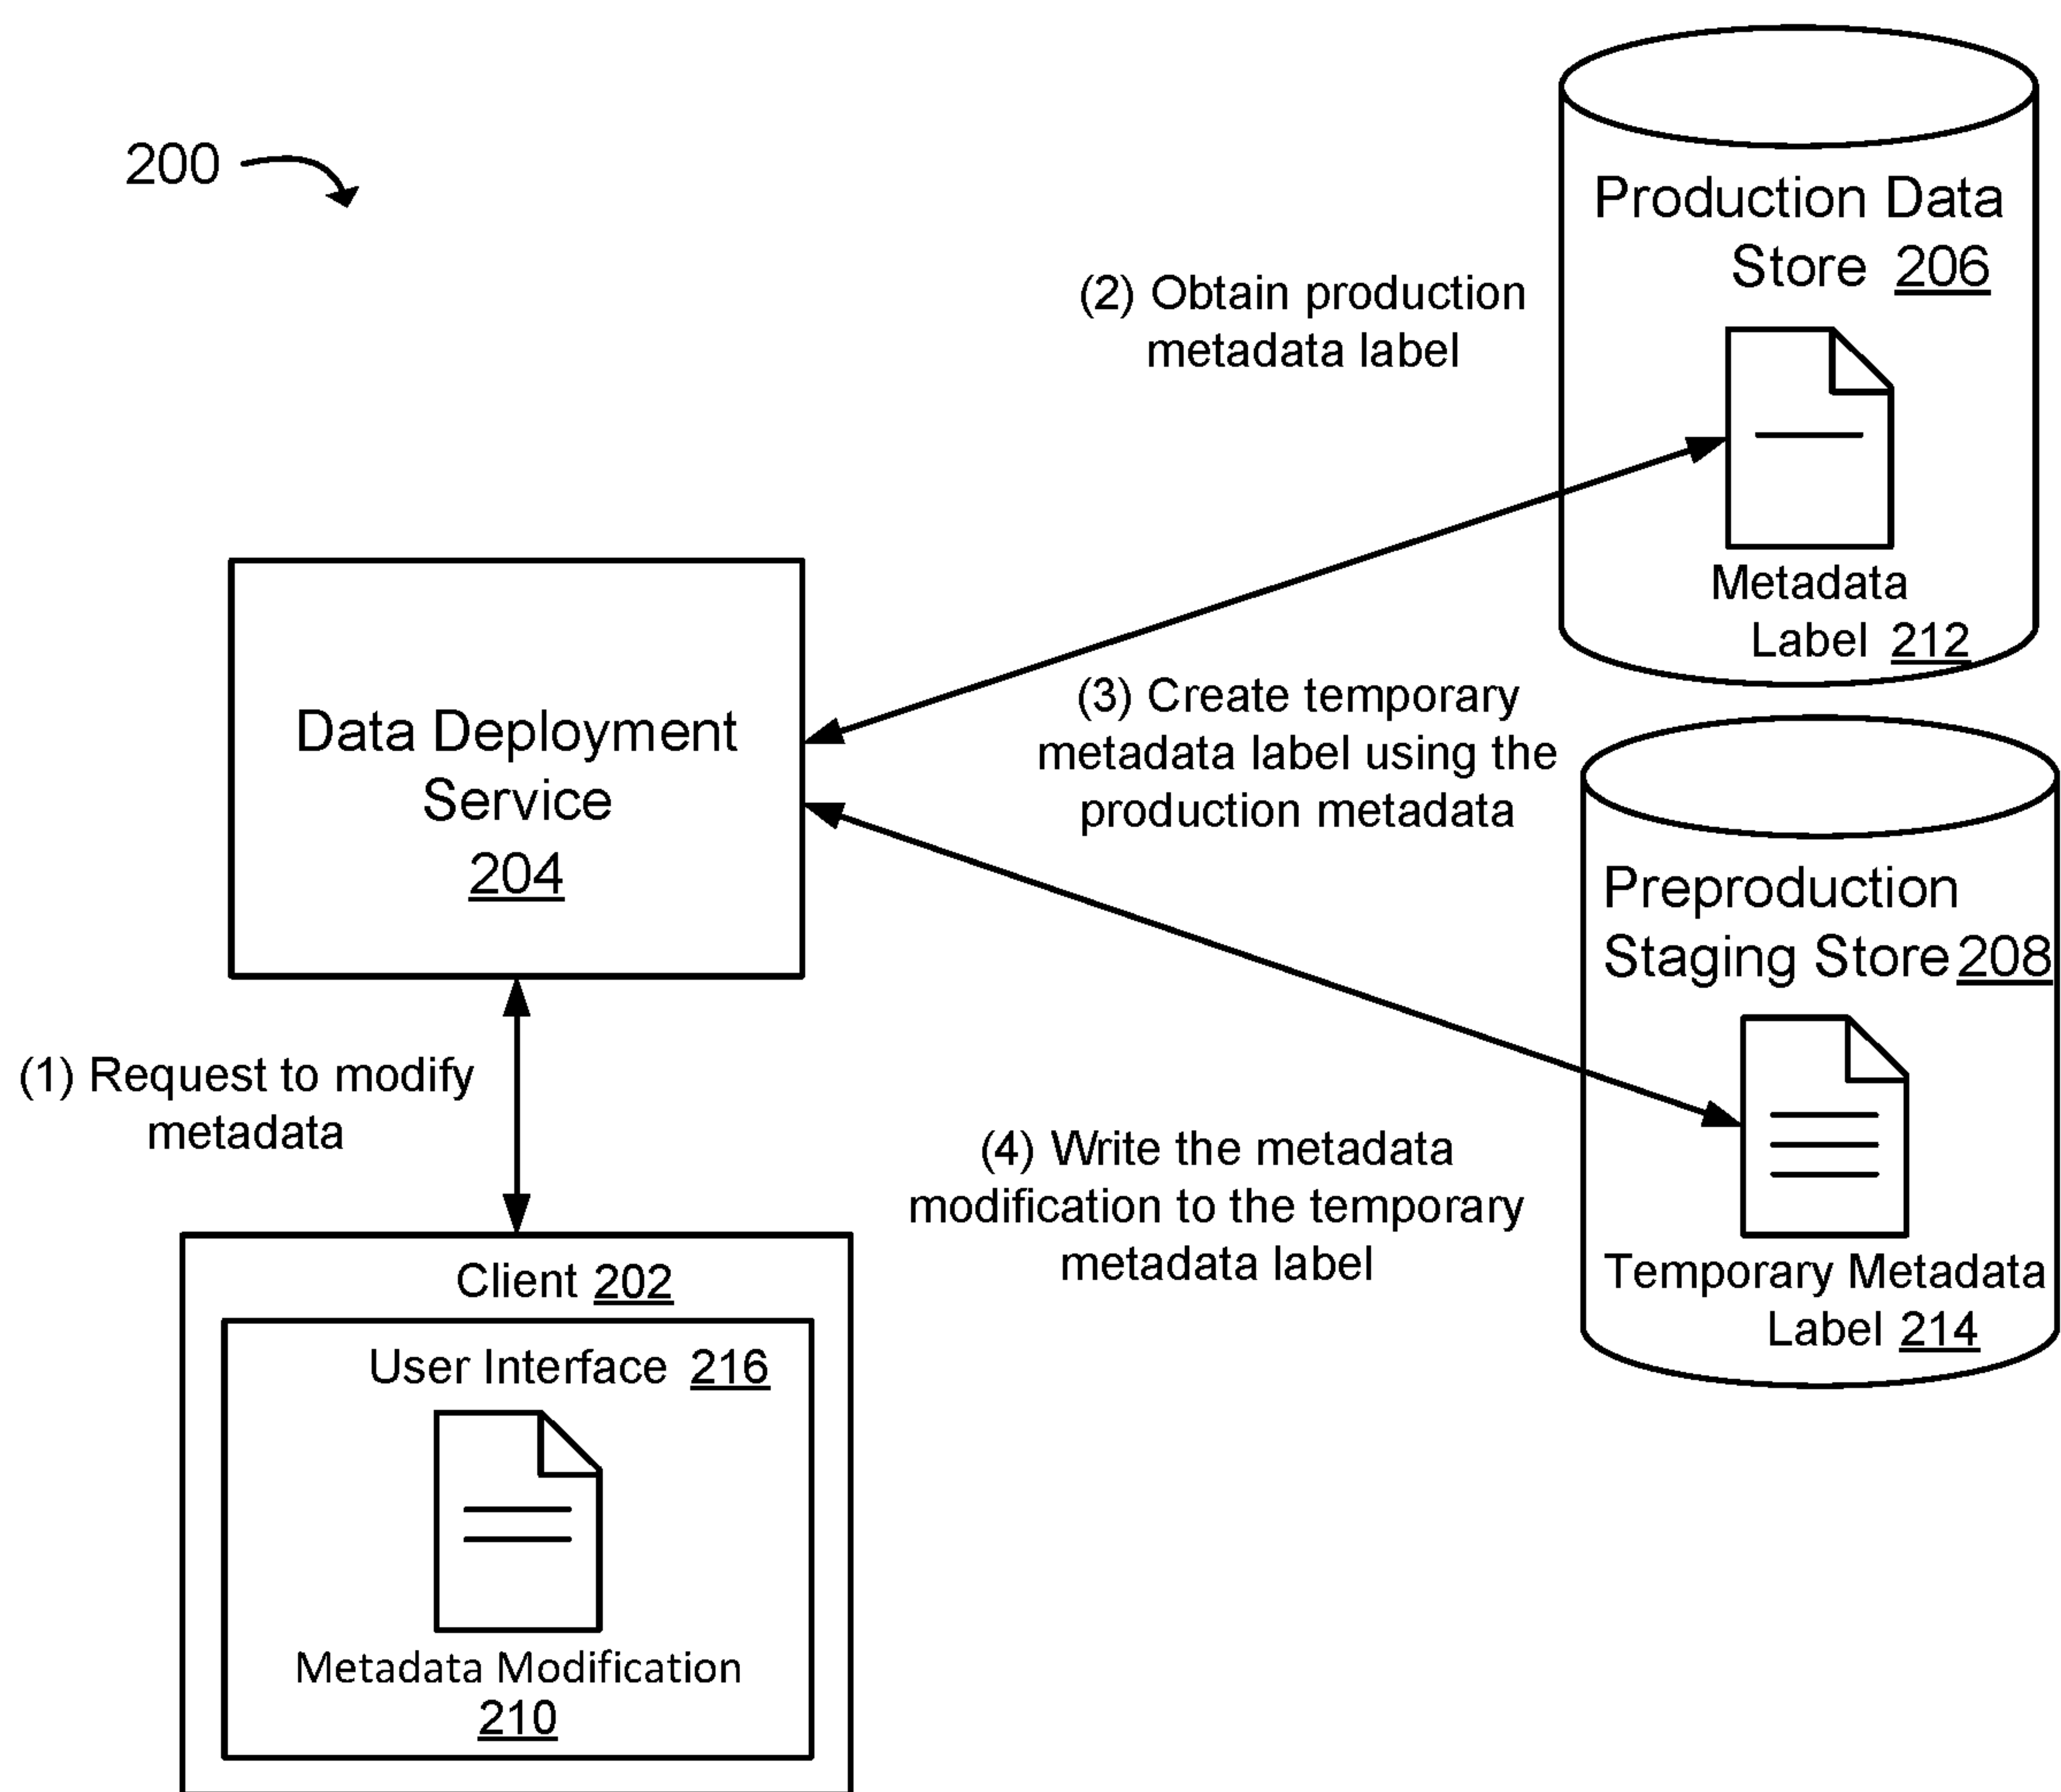 200
Production Data
Store 206
(2) Obtain production
metadata label
Metadata
Label 212
(3) Create temporary
metadata label using the
production metadata
Data Deployment
Service
204
Preproduction
Staging Store 208
(1) Request to modify
metadata
(4) Write the metadata
modification to the temporary
metadata label
Temporary Metadata
Label 214
Client 202
User Interface 216
Metadata Modification
210